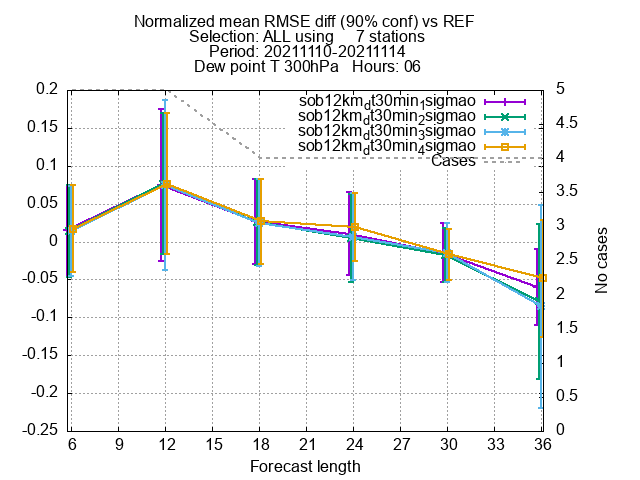 Normalized mean RMSE diff (90% conf) vs REF
Selection: ALL using 7 stations
Period: 20211110-20211114
Dew point T 300hPa Hours: 06
0.2
0.15
0.1
0.05
0
-0.05
-0.1
-0.15
-0.2
-0.25
sob12km_dt30min_1sigmao
sob12km_dt30min_2sigmao
sob12km_dt30min_3sigmao
sob12km_dt30min_4sigmao
Cases
5
4.5
4
3.5
3
2.5
2
1.5
1
0.5
0
No cases
6 9 12 15 18 21 24 27 30 33 36
Forecast length